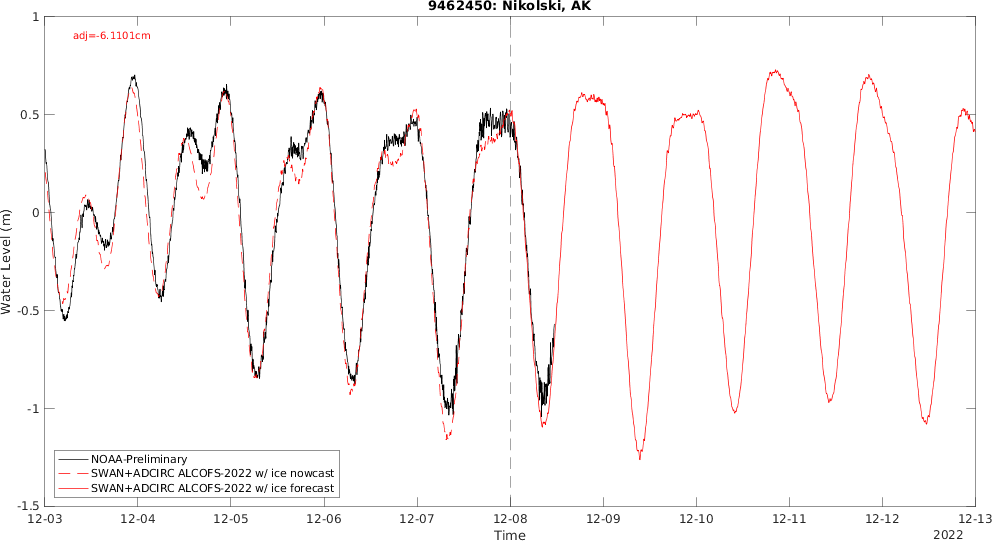 9462450: Nikolski, AK
adj=-6.1101cm
Water Level (m)
1
0.5
0
-0.5
-1
-1.5
NOAA-Preliminary
SWAN+ADCIRC ALCOFS-2022 w/ ice nowcast
SWAN+ADCIRC ALCOFS-2022 w/ ice forecast
12-03 12-04 12-05 12-06 12-07 12-08 12-09 12-10 12-11 12-12 12-13
Time
2022